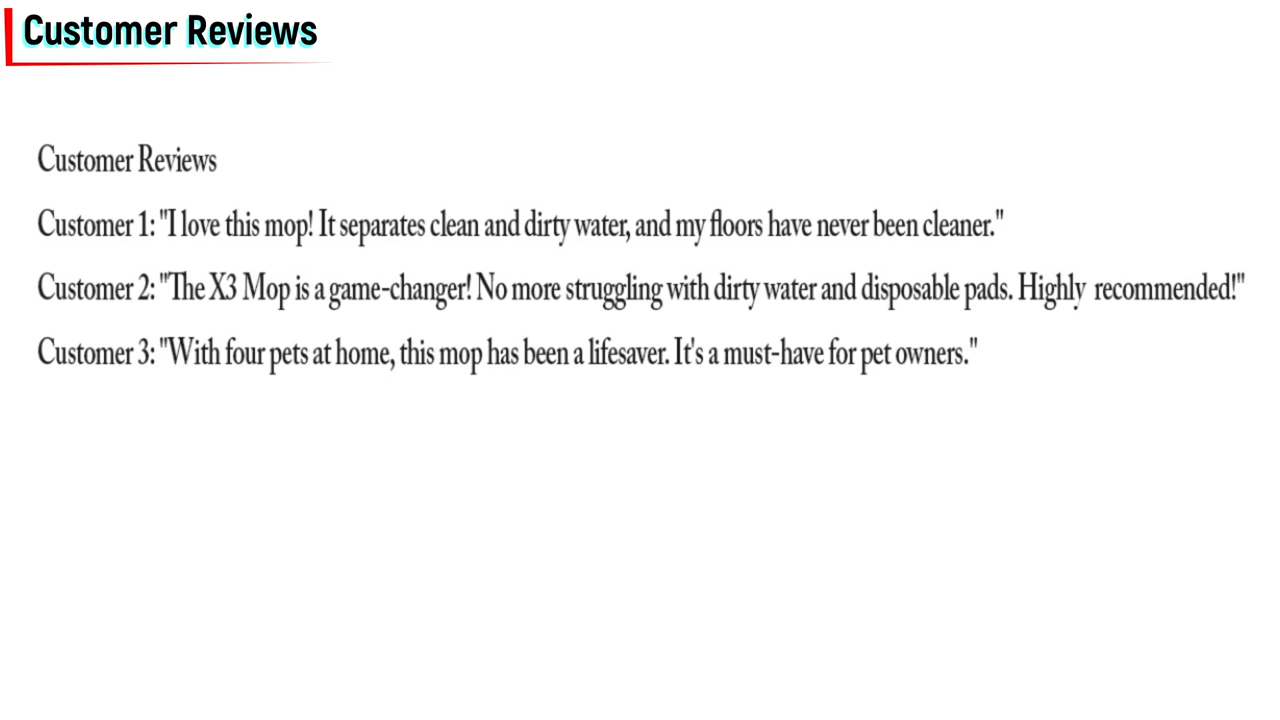 Customer Reviews
Customer Reviews
Customer 1: "I love this mop! It separates clean and dirty water, and my floors have never been cleaner."
Customer 2: "The X3 Mop is a game-changer! No more struggling with dirty water and disposable pads. Highly recommended!"
Customer 3: "With four pets at home, this mop has been a lifesaver. It's a must-have for pet owners."